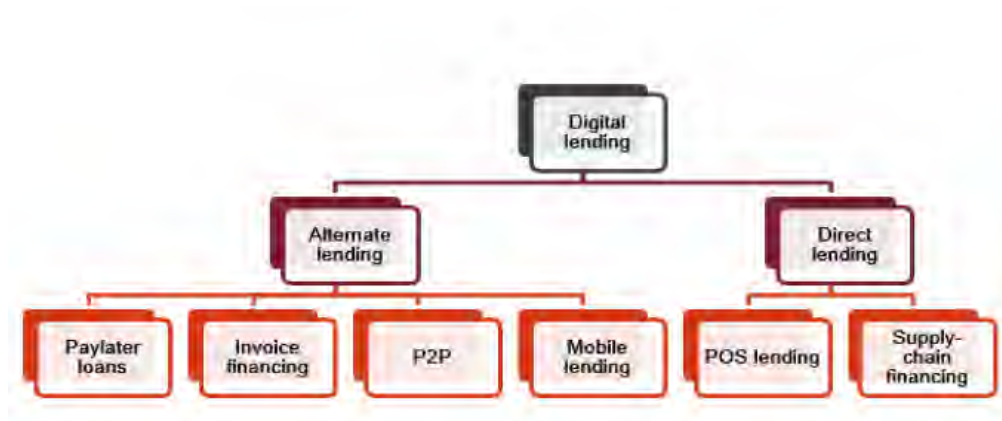 Digital
lending
Alternate
lending
Direct
lending
Paylater
loans
Invoice
financing
P2P
Mobile
lending
POS lending
Supply-
chain
financing